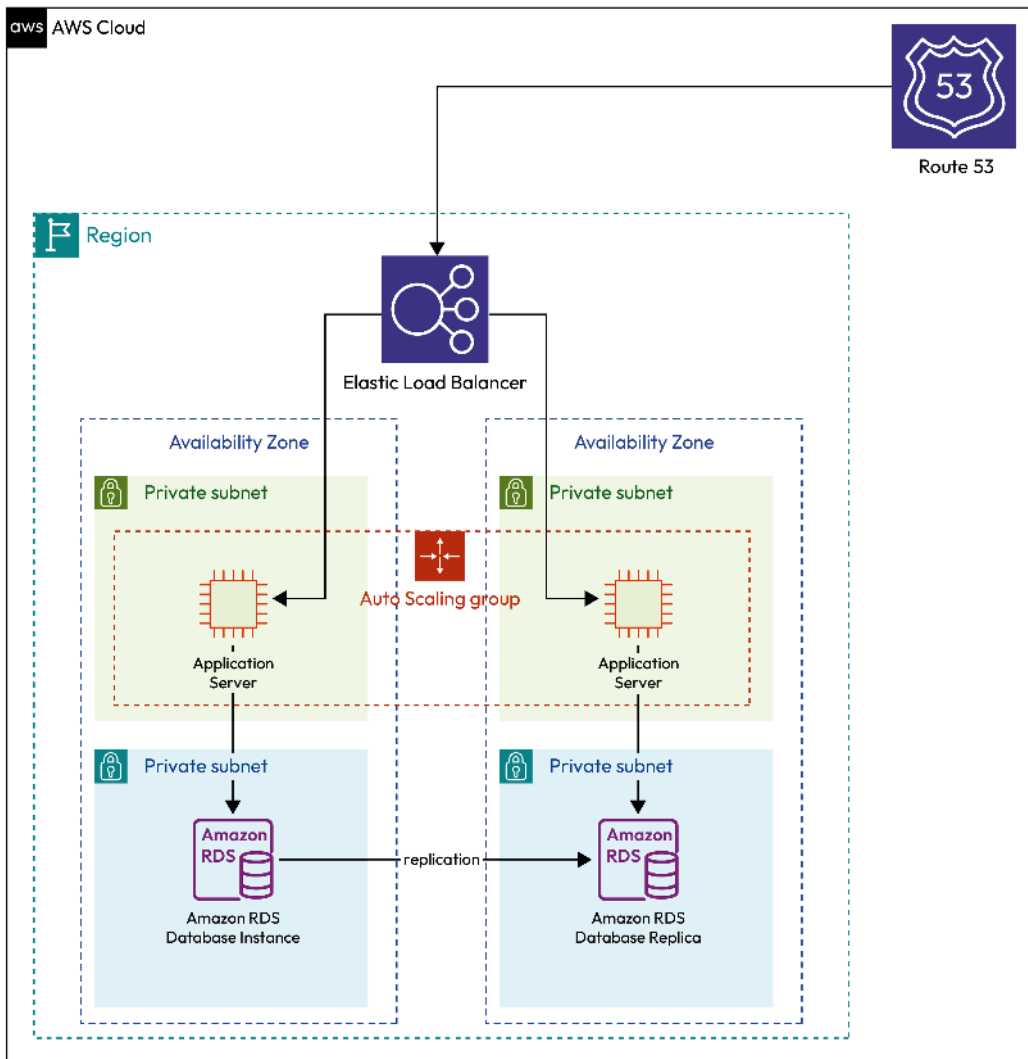 aws AWS Cloud
53
Route 53
Region
Elastic Load Balancer
Availability Zone
Availability Zone
Private subnet
Private subnet
Auto Scaling group
Application
Server
Application
Server
Private subnet
Private subnet
Amazon
RDS
Amazon
RDS
replication
Amazon RDS
Database Instance
Amazon RDS
Database Replica